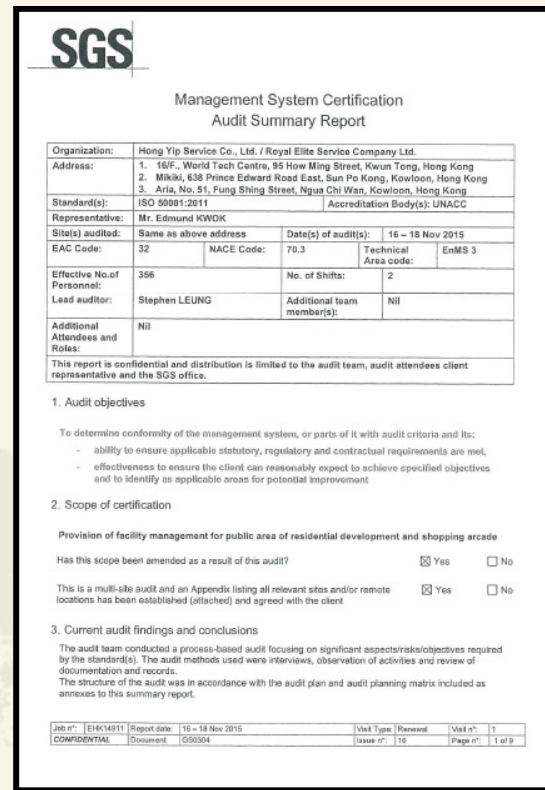 SGS
Management System Certification
Audit Summary Report
Organization: Hong Yip Service Co., Ltd. / Royal Elite Service Company Ltd.
Address: 1. 16/F., World Tech Centre, 95 How Ming Street, Kwun Tong, Hong Kong
2. Mikiki, 638 Prince Edward Road East, Sun Po Kong, Kowloon, Hong Kong
3. Aria, No. 51, Fung Shing Street, Ngua Chi Wan, Kowloon, Hong Kong
Standard(s): ISO 50001:2011 Accreditation Body(s): UNACC
Representative: Mr. Edmund KWOK
Site(s) audited: Same as above address Date(s) of audit(s): 16 – 18 Nov 2015
EAC Code: 32 NACE Code: 70.3 Technical Area code: EnMS 3
Effective No.of Personnel: 356 No. of Shifts: 2
Lead auditor: Stephen LEUNG Additional team member(s): Nil
Additional Attendees and Roles: Nil
This report is confidential and distribution is limited to the audit team, audit attendees client
representative and the SGS office.
1. Audit objectives
To determine conformity of the management system, or parts of it with audit criteria and its:
- ability to ensure applicable statutory, regulatory and contractual requirements are met,
- effectiveness to ensure the client can reasonably expect to achieve specified objectives
and to identify as applicable areas for potential improvement
2. Scope of certification
Provision of facility management for public area of residential development and shopping arcade
Has this scope been amended as a result of this audit? ☒ Yes ☐ No
This is a multi-site audit and an Appendix listing all relevant sites and/or remote ☒ Yes ☐ No
locations has been established (attached) and agreed with the client
3. Current audit findings and conclusions
The audit team conducted a process-based audit focusing on significant aspects/risks/objectives required
by the standard(s). The audit methods used were interviews, observation of activities and review of
documentation and records.
The structure of the audit was in accordance with the audit plan and audit planning matrix included as
annexes to this summary report.
Job n°: EHK14911 Report date: 16 – 18 Nov 2015 Visit Type: Renewal Visit n°: 1
CONFIDENTIAL Document: GS0304 Issue n°: 16 Page n°: 1 of 9